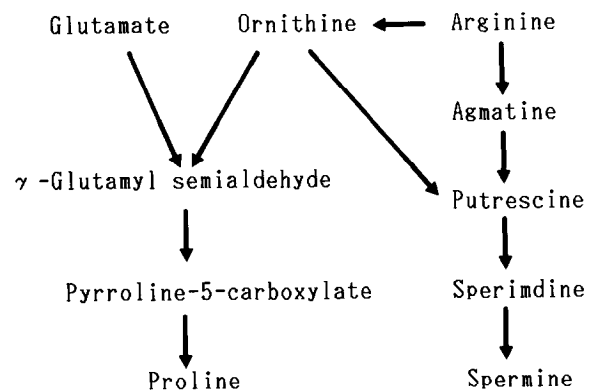 Glutamate Ornithine Arginine
Agmatine
γ-Glutamyl semialdehyde
Putrescine
Pyrroline-5-carboxylate Sperimdine
Proline Spermine